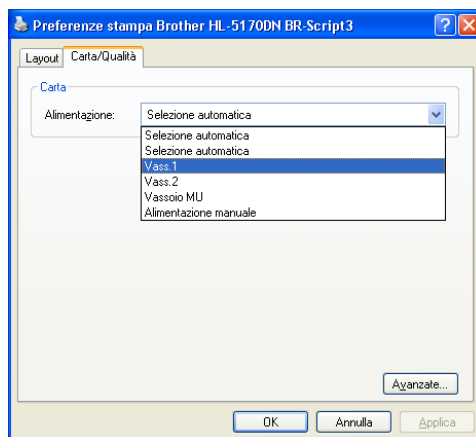 Preferenze stampa Brother HL-5170DN BR-Script3
Layout Carta/Qualità
Carta
Alimentazione: Selezione automatica
Selezione automatica
Selezione automatica
Vass.1
Vass.2
Vassoio MU
Alimentazione manuale
Avanzate...
OK Annulla Applica